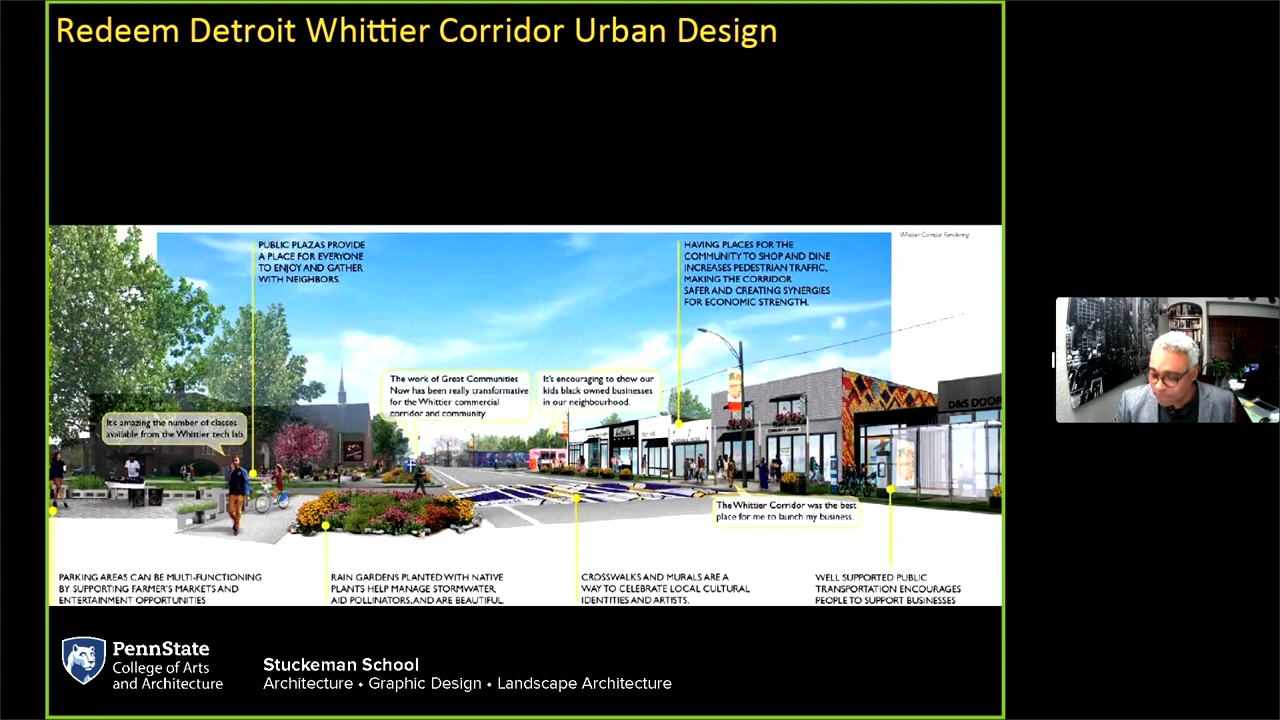 Redeem Detroit Whittier Corridor Urban Design
Whittier Corridor Rendering
PUBLIC PLAZAS PROVIDE
A PLACE FOR EVERYONE
TO ENJOY AND GATHER
WITH NEIGHBORS.
HAVING PLACES FOR THE
COMMUNITY TO SHOP AND DINE
INCREASES PEDESTRIAN TRAFFIC,
MAKING THE CORRIDOR
SAFER AND CREATING SYNERGIES
FOR ECONOMIC STRENGTH.
The work of Great Communities
Now has been really transformative
for the Whittier commercial
corridor and community
It's encouraging to show our
kids black owned businesses
in our neighbourhood.
It's amazing the number of classes
available from the Whittier tech lab.
D&S DOOR
COMMUNITY CENTER
The Whittier Corridor was the best
place for me to launch my business.
PARKING AREAS CAN BE MULTI-FUNCTIONING
BY SUPPORTING FARMER'S MARKETS AND
ENTERTAINMENT OPPORTUNITIES
RAIN GARDENS PLANTED WITH NATIVE
PLANTS HELP MANAGE STORMWATER,
AID POLLINATORS, AND ARE BEAUTIFUL.
CROSSWALKS AND MURALS ARE A
WAY TO CELEBRATE LOCAL CULTURAL
IDENTITIES AND ARTISTS.
WELL SUPPORTED PUBLIC
TRANSPORTATION ENCOURAGES
PEOPLE TO SUPPORT BUSINESSES
PennState
College of Arts
and Architecture
Stuckeman School
Architecture • Graphic Design • Landscape Architecture